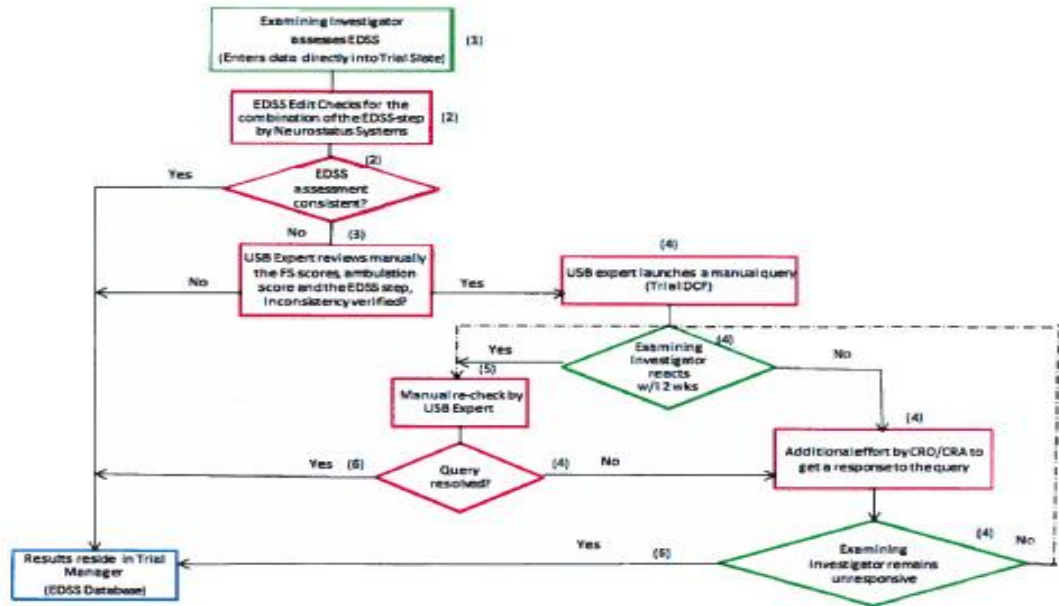 Examining Investigator
assesses EDSS
(Enters data directly into Trial Slate)
(1)
EDSS Edit Checks for the
combination of the EDSS-step
by Neurostatus Systems
(2)
(2)
Yes
EDSS
assessment
consistent?
No
(3)
(4)
USB Expert reviews manually
the FS scores, ambulation
score and the EDSS step,
Inconsistency verified?
No
Yes
USB expert launches a manual query
(Trial DCF)
(4)
Yes
Examining
Investigator
reacts
w/I 2 wks
No
(5)
Manual re-check by
USB Expert
(4)
Additional effort by CRO/CRA to
get a response to the query
Yes
(6)
Query
resolved?
(4)
No
(4)
No
Yes
(6)
Examining
Investigator remains
unresponsive
Results reside in Trial
Manager
(EDSS Database)